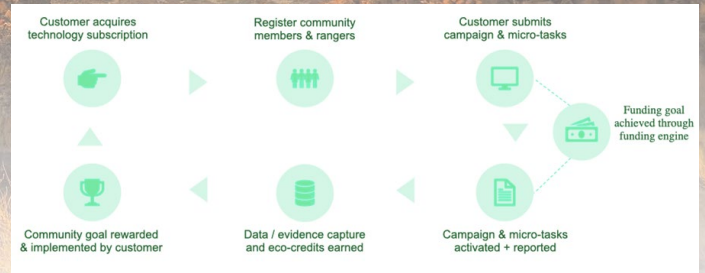 Customer acquires
technology subscription
Register community
members & rangers
Customer submits
campaign & micro-tasks
Funding goal
achieved through
funding engine
Community goal rewarded
& implemented by customer
Data / evidence capture
and eco-credits earned
Campaign & micro-tasks
activated + reported